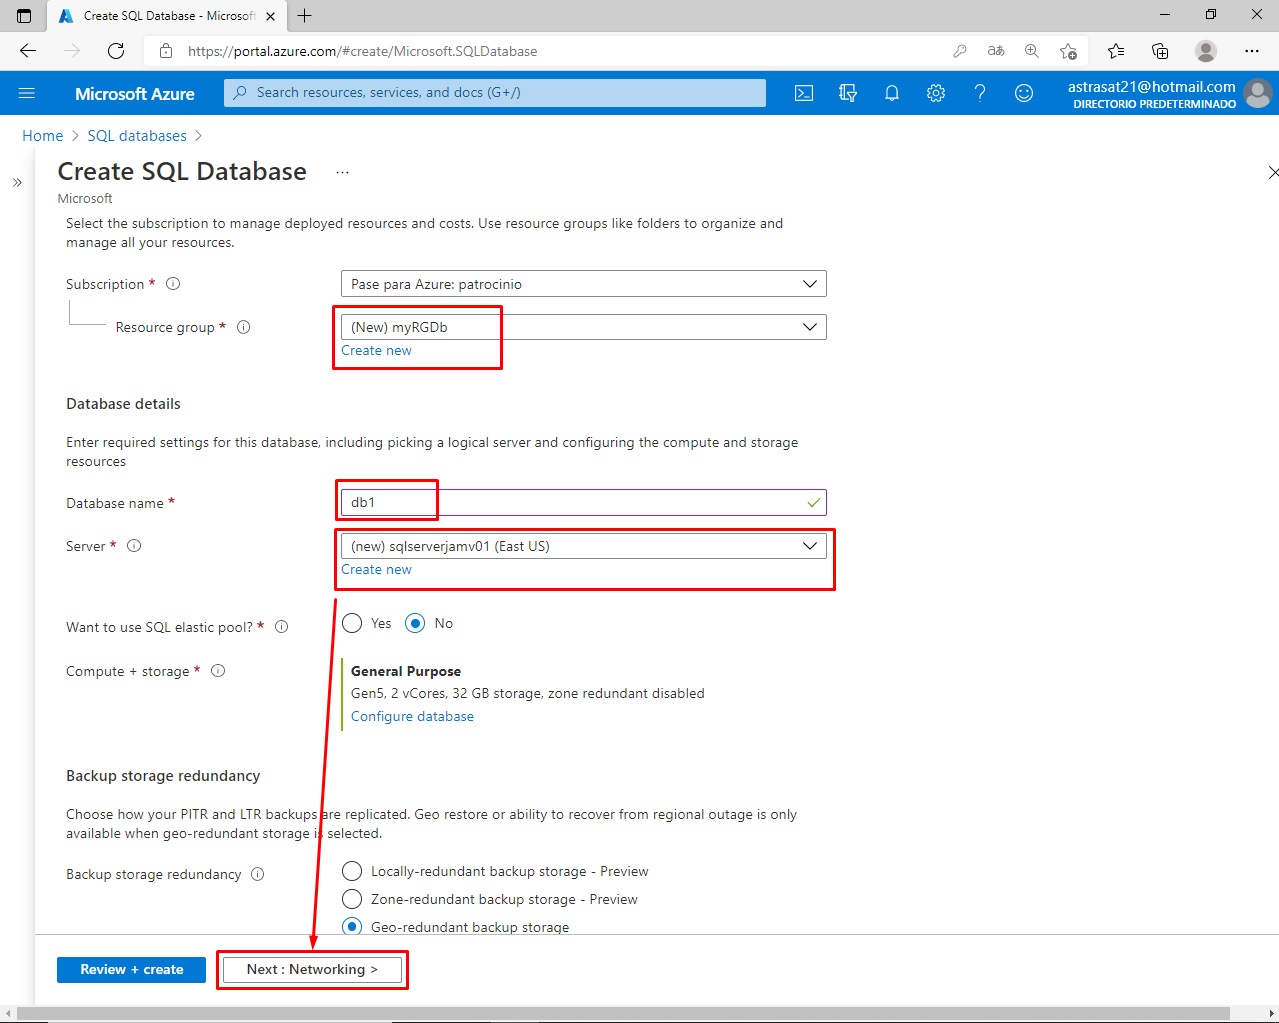 Create SQL Database - Microsof
https://portal.azure.com/#create/Microsoft.SQLDatabase
Microsoft Azure
Search resources, services, and docs (G+/)
astrasat21@hotmail.com
DIRECTORIO PREDETERMINADO
Home > SQL databases >
Create SQL Database ...
Microsoft
Select the subscription to manage deployed resources and costs. Use resource groups like folders to organize and
manage all your resources.
Subscription *
Pase para Azure: patrocinio
Resource group *
(New) myRGDb
Create new
Database details
Enter required settings for this database, including picking a logical server and configuring the compute and storage
resources
Database name *
db1
Server *
(new) sqlserverjamv01 (East US)
Create new
Want to use SQL elastic pool? *
Yes No
Compute + storage *
General Purpose
Gen5, 2 vCores, 32 GB storage, zone redundant disabled
Configure database
Backup storage redundancy
Choose how your PITR and LTR backups are replicated. Geo restore or ability to recover from regional outage is only
available when geo-redundant storage is selected.
Backup storage redundancy
Locally-redundant backup storage - Preview
Zone-redundant backup storage - Preview
Geo-redundant backup storage
Review + create
Next : Networking >